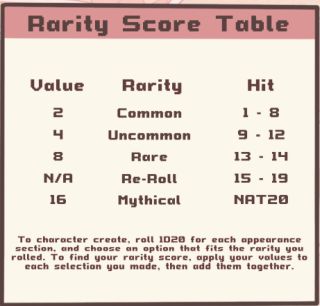 Rarity Score Table
Value Rarity Hit
2 Common 1 - 8
4 Uncommon 9 - 12
8 Rare 13 - 14
N/A Re-Roll 15 - 19
16 Mythical NAT20
To character create, roll 1D20 for each appearance
section, and choose an option that fits the rarity you
rolled. To find your rarity score, apply your values to
each selection you made, then add them together.